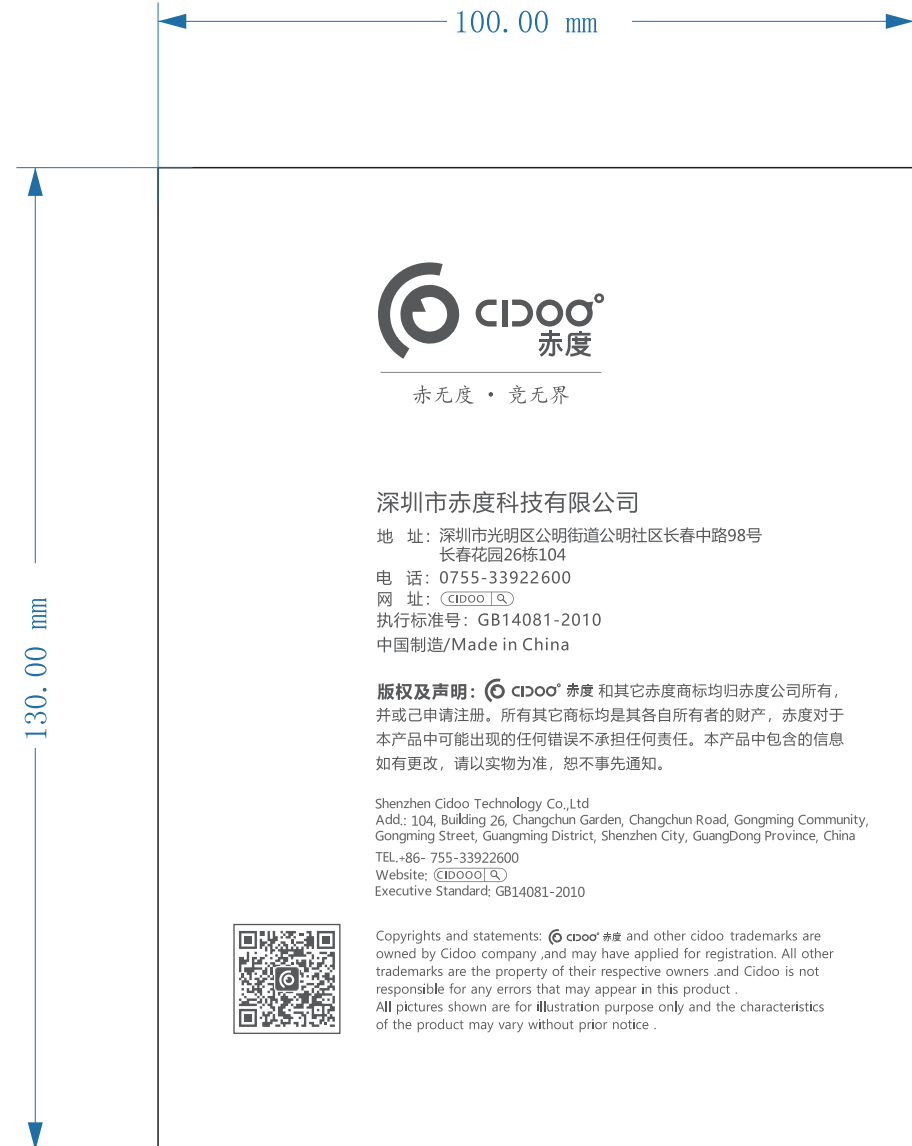 100.00 mm
130.00 mm
CIDOO°
赤度
赤无度 · 竞无界
深圳市赤度科技有限公司
地 址：深圳市光明区公明街道公明社区长春中路98号
长春花园26栋104
电 话：0755-33922600
网 址：CIDOO
执行标准号：GB14081-2010
中国制造/Made in China
版权及声明：CIDOO° 赤度 和其它赤度商标均归赤度公司所有，
并或己申请注册。所有其它商标均是其各自所有者的财产，赤度对于
本产品中可能出现的任何错误不承担任何责任。本产品中包含的信息
如有更改，请以实物为准，恕不事先通知。
Shenzhen Cidoo Technology Co.,Ltd
Add.: 104, Building 26, Changchun Garden, Changchun Road, Gongming Community,
Gongming Street, Guangming District, Shenzhen City, GuangDong Province, China
TEL.+86- 755-33922600
Website: CIDOOO
Executive Standard: GB14081-2010
Copyrights and statements: CIDOO° 赤度 and other cidoo trademarks are
owned by Cidoo company ,and may have applied for registration. All other
trademarks are the property of their respective owners .and Cidoo is not
responsible for any errors that may appear in this product .
All pictures shown are for illustration purpose only and the characteristics
of the product may vary without prior notice .